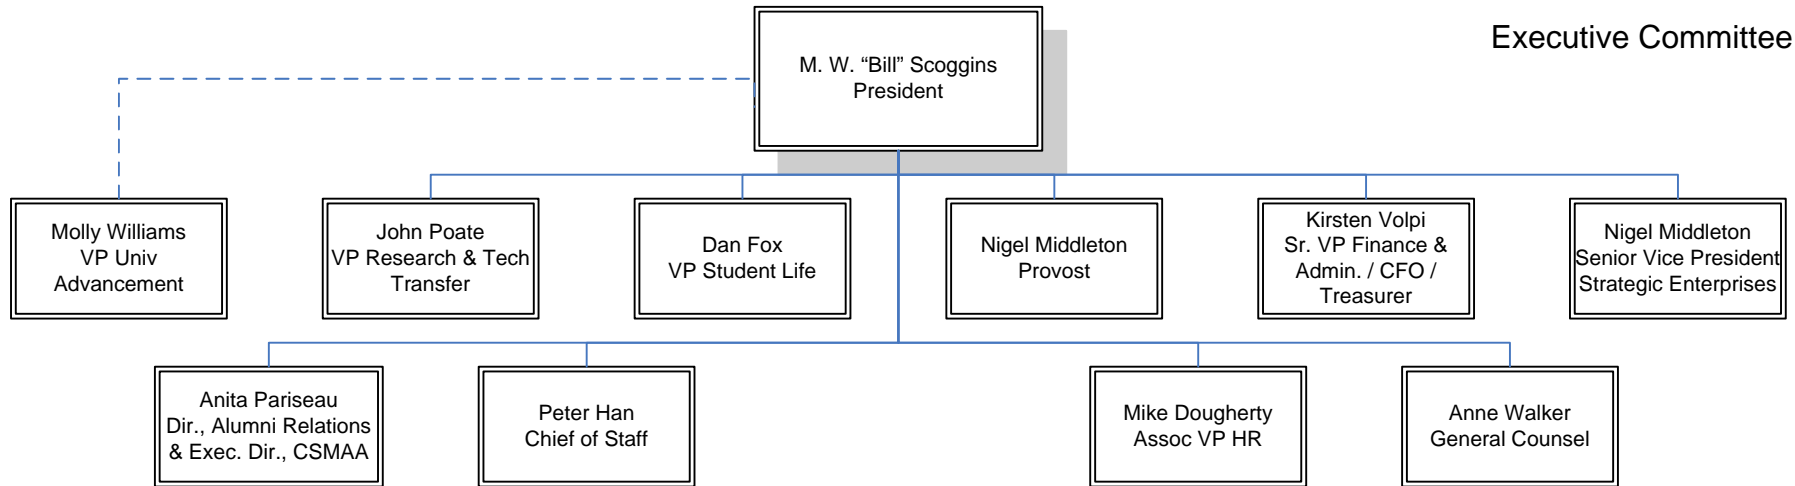 Executive Committee
M. W. “Bill” Scoggins
President
Molly Williams
VP Univ
Advancement
John Poate
VP Research & Tech
Transfer
Dan Fox
VP Student Life
Nigel Middleton
Provost
Kirsten Volpi
Sr. VP Finance &
Admin. / CFO /
Treasurer
Nigel Middleton
Senior Vice President
Strategic Enterprises
Anita Pariseau
Dir., Alumni Relations
& Exec. Dir., CSMAA
Peter Han
Chief of Staff
Mike Dougherty
Assoc VP HR
Anne Walker
General Counsel